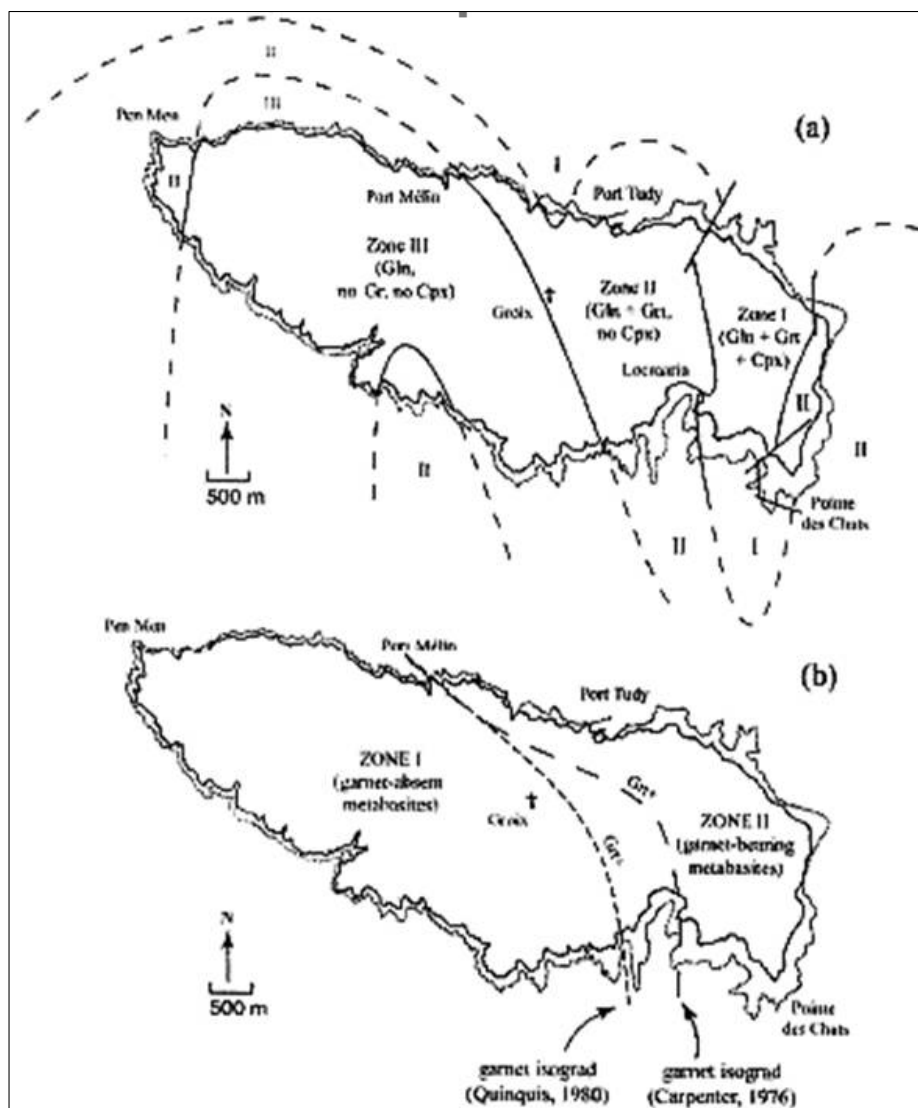 II
III
Pen Men
(a)
I
Port Tudy
II
Port Mélin
Zone III
(Gln,
no Gr, no Cpx)
Zone II
(Gln + Grt,
no Cpx)
Groix
Zone I
(Gln + Grt
+ Cpx)
Locmaria
II
II
N
500 m
II
II
I
Pointe
des Chats
Pen Men
Port Mélin
(b)
Port Tudy
ZONE I
(garnet-absent
metabasites)
Grt+
Groix
Grt+
ZONE II
(garnet-bearing
metabasites)
N
500 m
Pointe
des Chats
garnet isograd
(Quinquis, 1980)
garnet isograd
(Carpenter, 1976)